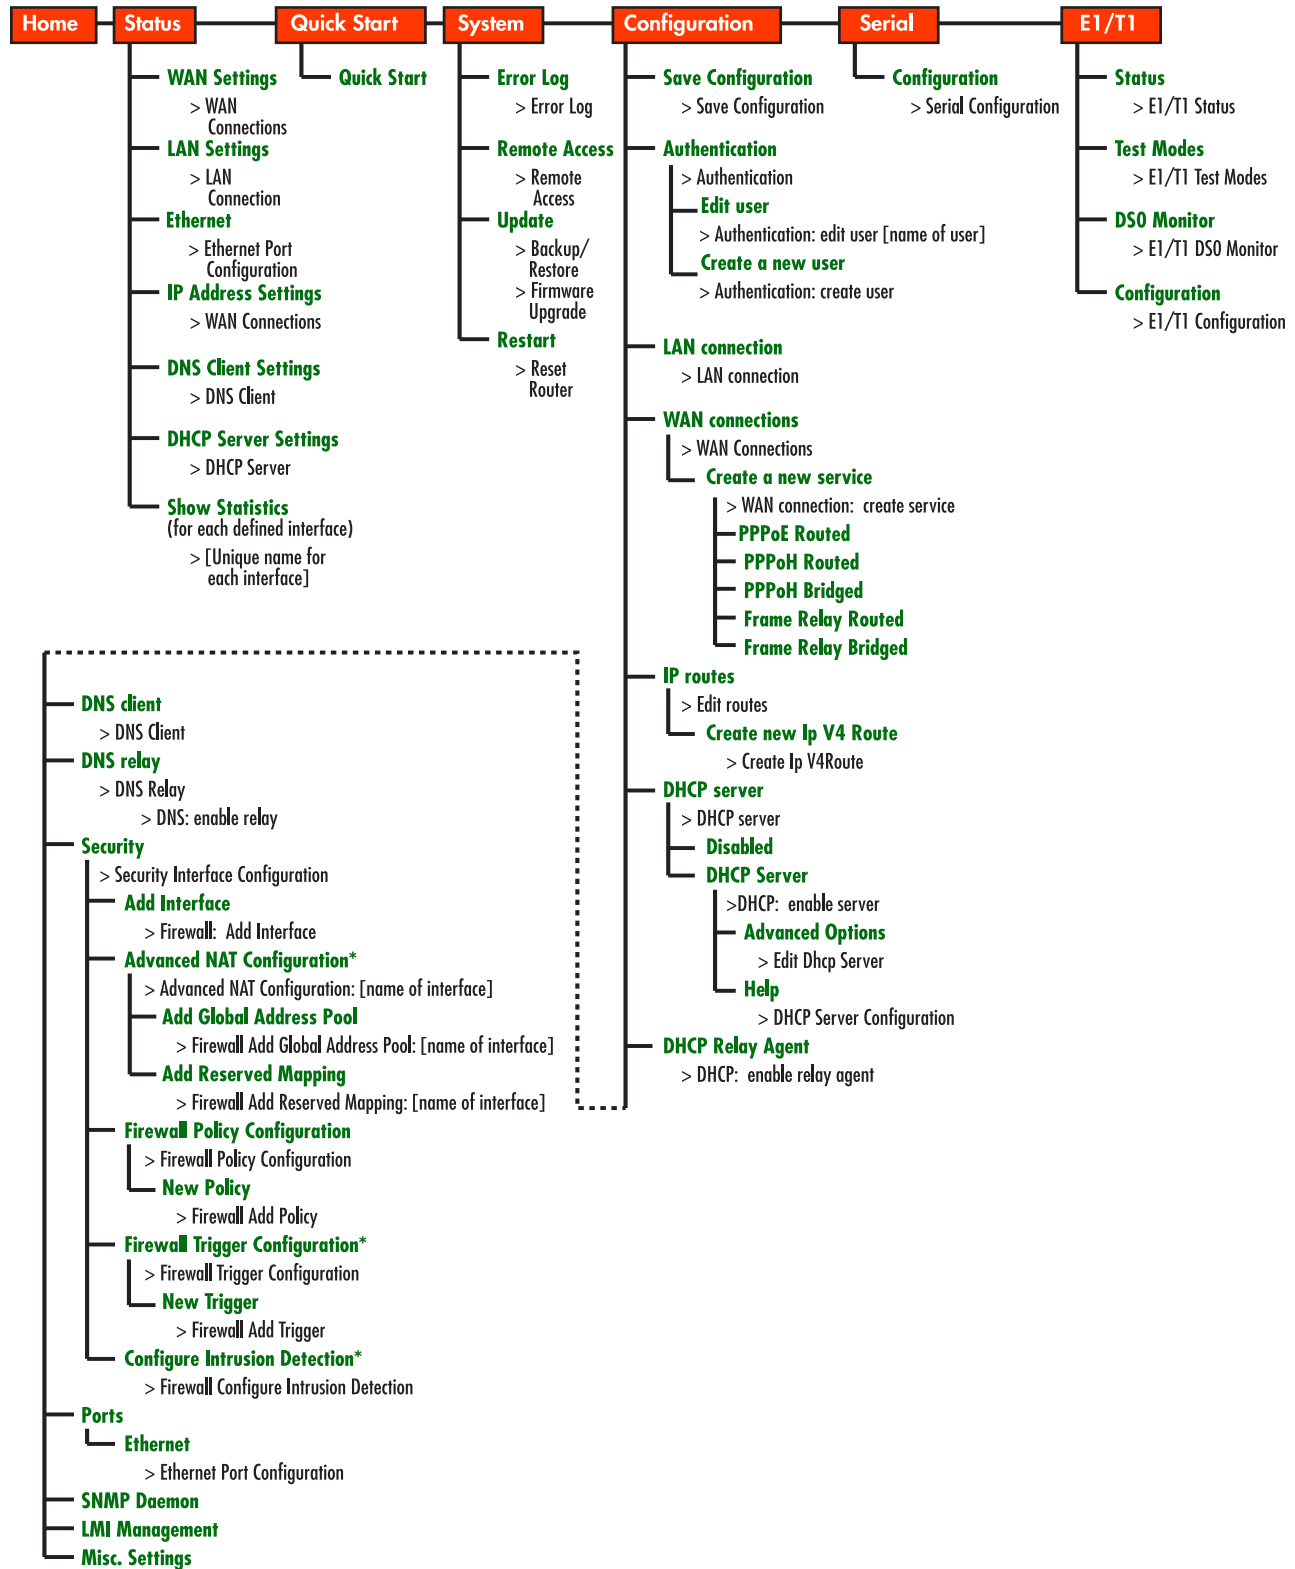 Home
Status
Quick Start
System
Configuration
Serial
E1/T1
WAN Settings
> WAN
Connections
LAN Settings
> LAN
Connection
Ethernet
> Ethernet Port
Configuration
IP Address Settings
> WAN Connections
DNS Client Settings
> DNS Client
DHCP Server Settings
> DHCP Server
Show Statistics
(for each defined interface)
> [Unique name for
each interface]
Quick Start
Error Log
> Error Log
Remote Access
> Remote
Access
Update
> Backup/
Restore
> Firmware
Upgrade
Restart
> Reset
Router
Save Configuration
> Save Configuration
Authentication
> Authentication
Edit user
> Authentication: edit user [name of user]
Create a new user
> Authentication: create user
LAN connection
> LAN connection
WAN connections
> WAN Connections
Create a new service
> WAN connection: create service
PPPoE Routed
PPPoH Routed
PPPoH Bridged
Frame Relay Routed
Frame Relay Bridged
IP routes
> Edit routes
Create new Ip V4 Route
> Create Ip V4Route
DHCP server
> DHCP server
Disabled
DHCP Server
>DHCP: enable server
Advanced Options
> Edit Dhcp Server
Help
> DHCP Server Configuration
DHCP Relay Agent
> DHCP: enable relay agent
Configuration
> Serial Configuration
Status
> E1/T1 Status
Test Modes
> E1/T1 Test Modes
DS0 Monitor
> E1/T1 DS0 Monitor
Configuration
> E1/T1 Configuration
DNS client
> DNS Client
DNS relay
> DNS Relay
> DNS: enable relay
Security
> Security Interface Configuration
Add Interface
> Firewall: Add Interface
Advanced NAT Configuration*
> Advanced NAT Configuration: [name of interface]
Add Global Address Pool
> Firewall Add Global Address Pool: [name of interface]
Add Reserved Mapping
> Firewall Add Reserved Mapping: [name of interface]
Firewall Policy Configuration
> Firewall Policy Configuration
New Policy
> Firewall Add Policy
Firewall Trigger Configuration*
> Firewall Trigger Configuration
New Trigger
> Firewall Add Trigger
Configure Intrusion Detection*
> Firewall Configure Intrusion Detection
Ports
Ethernet
> Ethernet Port Configuration
SNMP Daemon
LMI Management
Misc. Settings